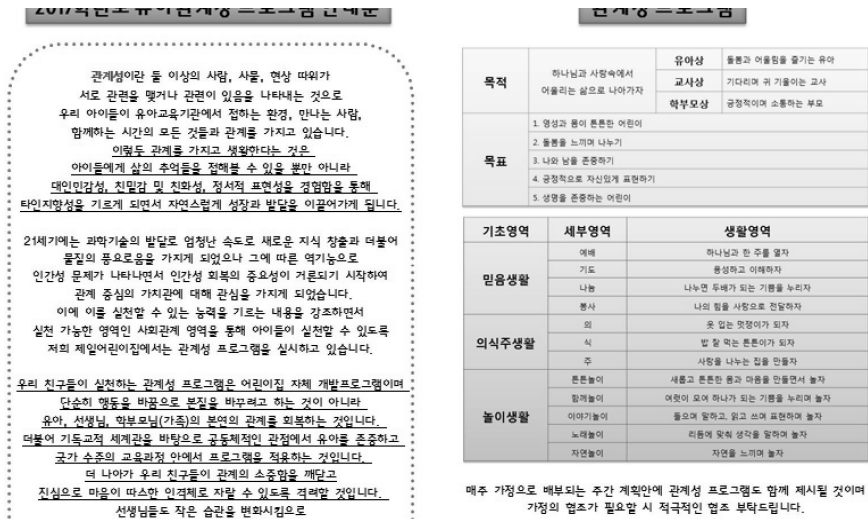 2017학년도 유아관계성 프로그램 안내문
관계성이란 둘 이상의 사람, 사물, 현상 따위가
서로 관련을 맺거나 관련이 있음을 나타내는 것으로
우리 아이들이 유아교육기관에서 접하는 환경, 만나는 사람,
함께하는 시간의 모든 것들과 관계를 가지고 있습니다.
이렇듯 관계를 가지고 생활한다는 것은
아이들에게 삶의 추억들을 접해볼 수 있을 뿐만 아니라
대인민감성, 친밀감 및 친화성, 정서적 표현성을 경험함을 통해
타인지향성을 기르게 되면서 자연스럽게 성장과 발달을 이끌어가게 됩니다.
21세기에는 과학기술의 발달로 엄청난 속도로 새로운 지식 창출과 더불어
물질의 풍요로움을 가지게 되었으나 그에 따른 역기능으로
인간성 문제가 나타나면서 인간성 회복의 중요성이 거론되기 시작하여
관계 중심의 가치관에 대해 관심을 가지게 되었습니다.
이에 이를 실천할 수 있는 능력을 기르는 내용을 강조하면서
실천 가능한 영역인 사회관계 영역을 통해 아이들이 실천할 수 있도록
저희 제일어린이집에서는 관계성 프로그램을 실시하고 있습니다.
우리 친구들이 실천하는 관계성 프로그램은 어린이집 자체 개발프로그램이며
단순히 행동을 바꿈으로 본질을 바꾸려고 하는 것이 아니라
유아, 선생님, 학부모님(가족)의 본연의 관계를 회복하는 것입니다.
더불어 기독교적 세계관을 바탕으로 공동체적인 관점에서 유아를 존중하고
국가 수준의 교육과정 안에서 프로그램을 적용하는 것입니다.
더 나아가 우리 친구들이 관계의 소중함을 깨닫고
진심으로 마음이 따스한 인격체로 자랄 수 있도록 격려할 것입니다.
선생님들도 작은 습관을 변화시킴으로
관계성 프로그램
목적 하나님과 사랑속에서 어울리는 삶으로 나아가자
유아상 돌봄과 어울림을 즐기는 유아
교사상 기다리며 귀 기울이는 교사
학부모상 긍정적이며 소통하는 부모
목표
1. 영성과 몸이 튼튼한 어린이
2. 돌봄을 느끼며 나누기
3. 나와 남을 존중하기
4. 긍정적으로 자신있게 표현하기
5. 생명을 존중하는 어린이
기초영역 세부영역 생활영역
믿음생활
예배 하나님과 한 주를 열자
기도 용성하고 이해하자
나눔 나누면 두배가 되는 기쁨을 누리자
봉사 나의 힘을 사랑으로 전달하자
의식주생활
의 옷 입는 멋쟁이가 되자
식 밥 잘 먹는 튼튼이가 되자
주 사랑을 나누는 집을 만들자
놀이생활
튼튼놀이 새롭고 튼튼한 몸과 마음을 만들면서 놀자
함께놀이 여럿이 모여 하나가 되는 기쁨을 누리며 놀자
이야기놀이 들으며 말하고, 읽고 쓰며 표현하며 놀자
노래놀이 리듬에 맞춰 생각을 말하며 놀자
자연놀이 자연을 느끼며 놀자
매주 가정으로 배부되는 주간 계획안에 관계성 프로그램도 함께 제시될 것이며
가정의 협조가 필요할 시 적극적인 협조 부탁드립니다.